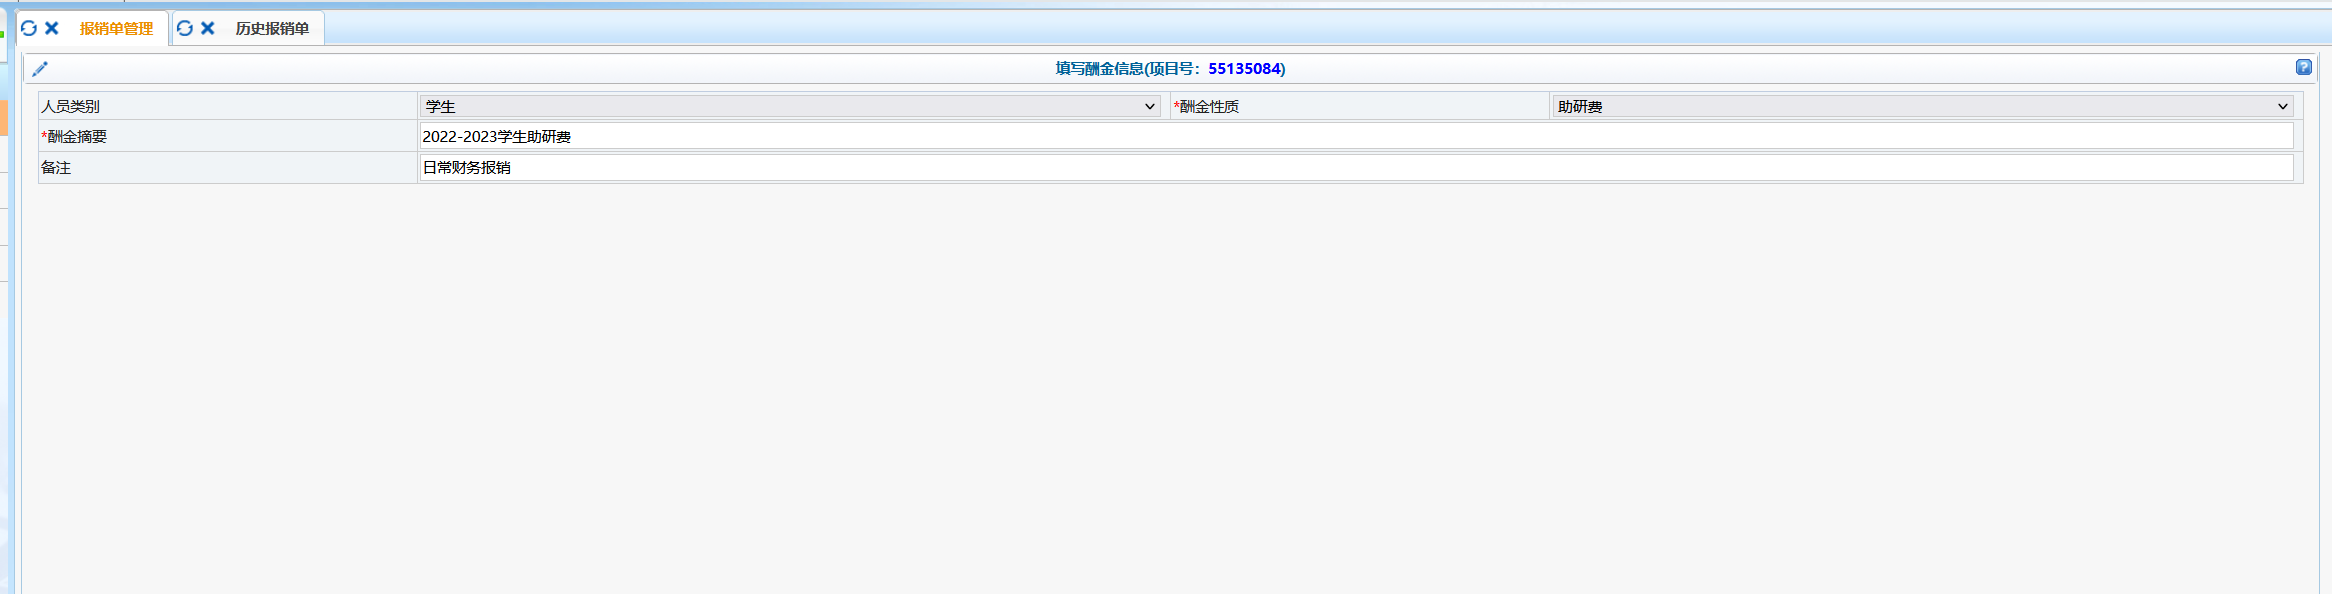 报销单管理 历史报销单
填写酬金信息(项目号：55135084)
人员类别 学生 *酬金性质 助研费
*酬金摘要 2022-2023学生助研费
备注 日常财务报销